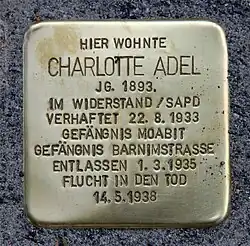 HIER WOHNTE
CHARLOTTE ADEL
JG. 1893.
IM WIDERSTAND / SAPD
VERHAFTET 22. 8. 1933
GEFÄNGNIS MOABIT
GEFÄNGNIS BARNIMSTRASSE
ENTLASSEN 1. 3. 1935
FLUCHT IN DEN TOD
14. 5. 1938